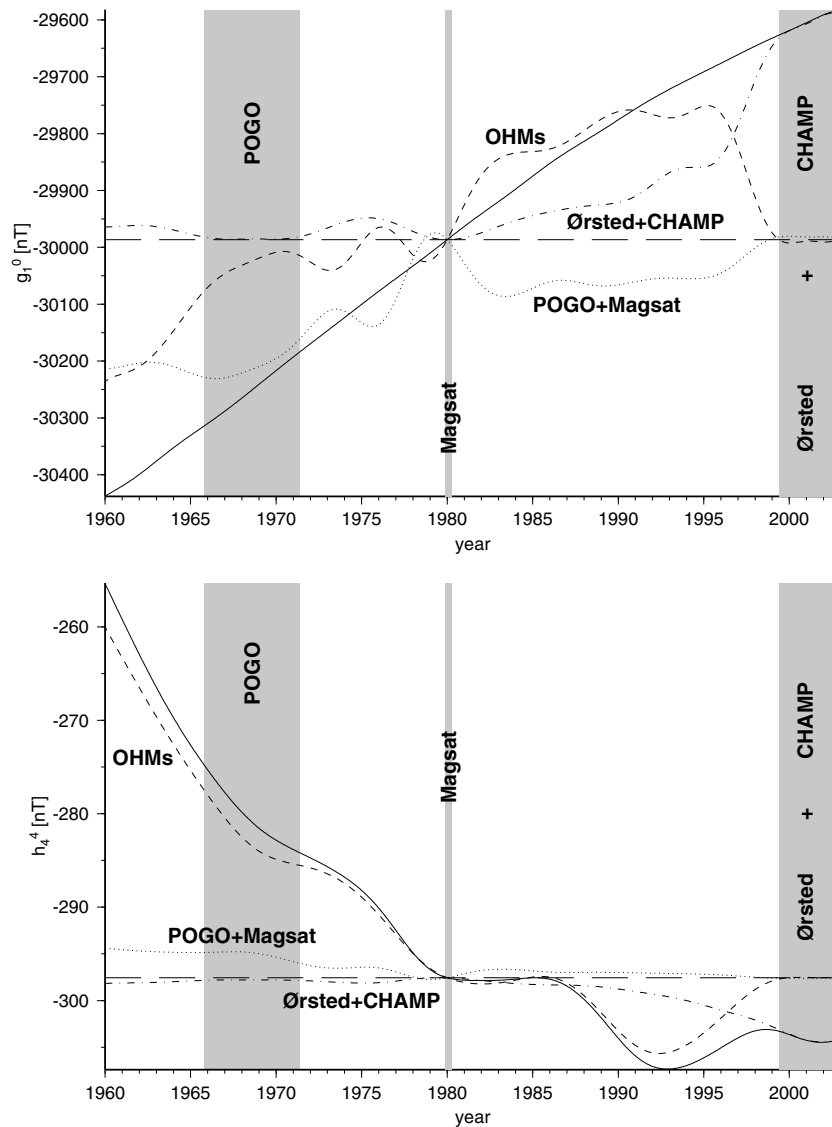 -29600
-29700
-29800
-29900
-30000
-30100
-30200
-30300
-30400
g₁⁰ [nT]
POGO
Magsat
CHAMP
+
Ørsted
OHMs
Ørsted+CHAMP
POGO+Magsat
1960 1965 1970 1975 1980 1985 1990 1995 2000
year
-260
-270
-280
-290
-300
h₄⁴ [nT]
POGO
Magsat
CHAMP
+
Ørsted
OHMs
POGO+Magsat
Ørsted+CHAMP
1960 1965 1970 1975 1980 1985 1990 1995 2000
year